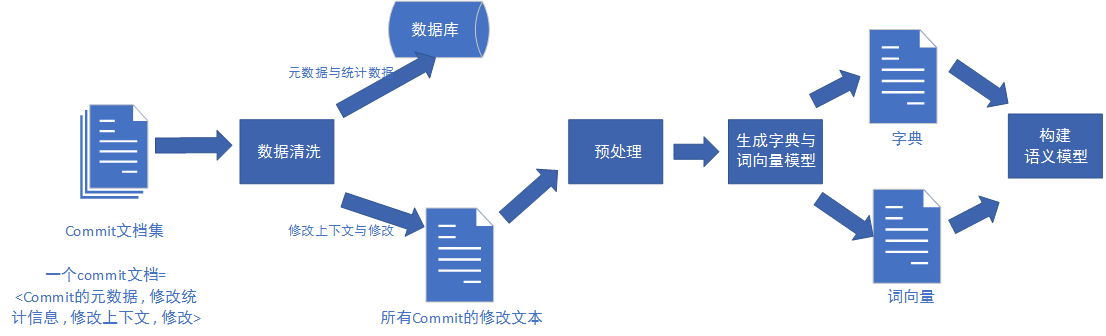 数据库
元数据与统计数据
数据清洗
预处理
生成字典与
词向量模型
字典
构建
语义模型
Commit文档集
修改上下文与修改
一个commit文档=
<Commit的元数据 , 修改统
计信息 , 修改上下文 , 修改>
所有Commit的修改文本
词向量